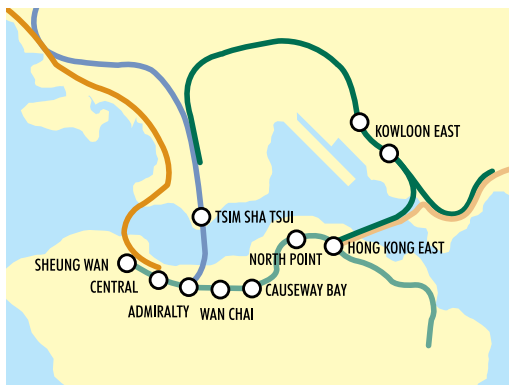 KOWLOON EAST
TSIM SHA TSUI
NORTH POINT
HONG KONG EAST
SHEUNG WAN
CENTRAL
CAUSEWAY BAY
ADMIRALTY
WAN CHAI